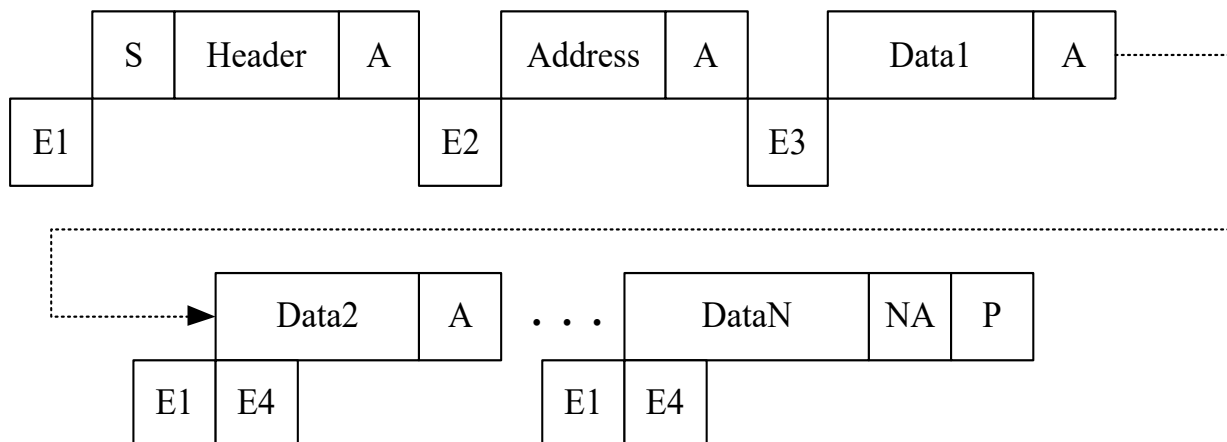 S Header A Address A Data1 A
E1 E2 E3
Data2 A . . . DataN NA P
E1 E4 E1 E4